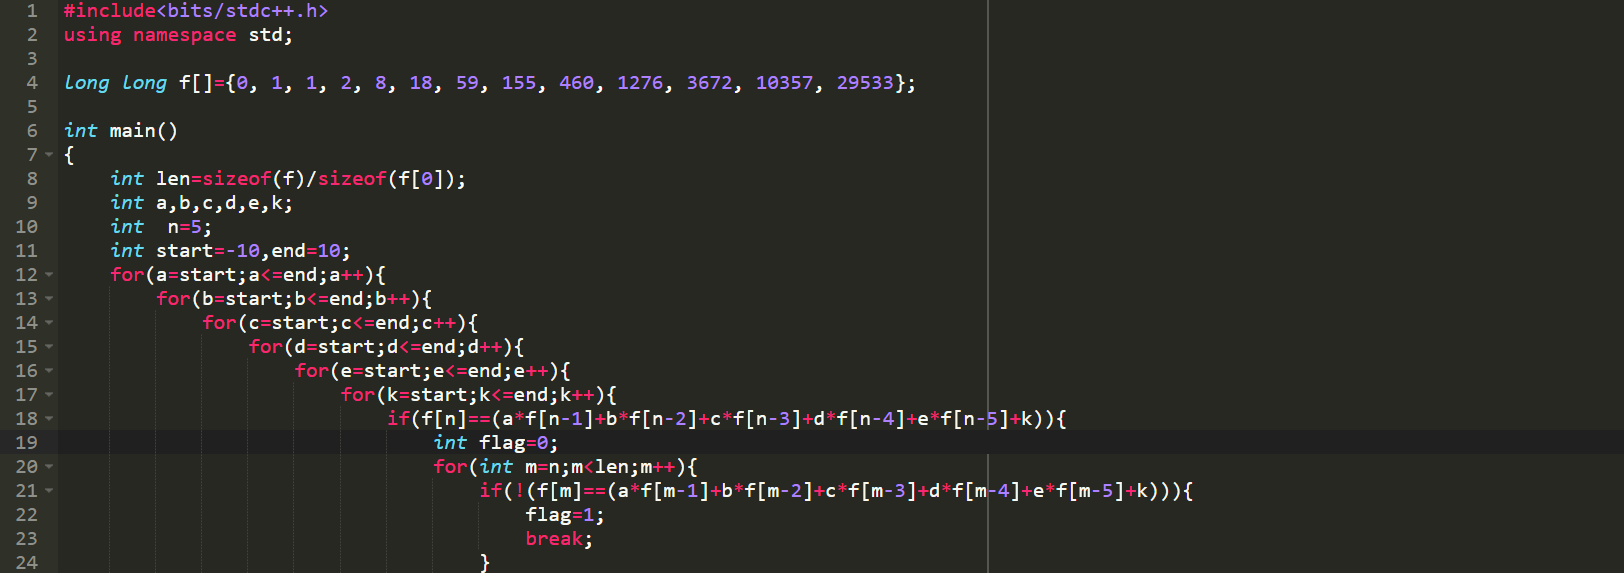 1 #include<bits/stdc++.h>
2 using namespace std;
3
4 long long f[]={0, 1, 1, 2, 8, 18, 59, 155, 460, 1276, 3672, 10357, 29533};
5
6 int main()
7 {
8     int len=sizeof(f)/sizeof(f[0]);
9     int a,b,c,d,e,k;
10     int  n=5;
11     int start=-10,end=10;
12     for(a=start;a<=end;a++){
13         for(b=start;b<=end;b++){
14             for(c=start;c<=end;c++){
15                 for(d=start;d<=end;d++){
16                     for(e=start;e<=end;e++){
17                         for(k=start;k<=end;k++){
18                             if(f[n]==(a*f[n-1]+b*f[n-2]+c*f[n-3]+d*f[n-4]+e*f[n-5]+k)){
19                                 int flag=0;
20                                 for(int m=n;m<len;m++){
21                                     if(!(f[m]==(a*f[m-1]+b*f[m-2]+c*f[m-3]+d*f[m-4]+e*f[m-5]+k))){
22                                         flag=1;
23                                         break;
24                                     }